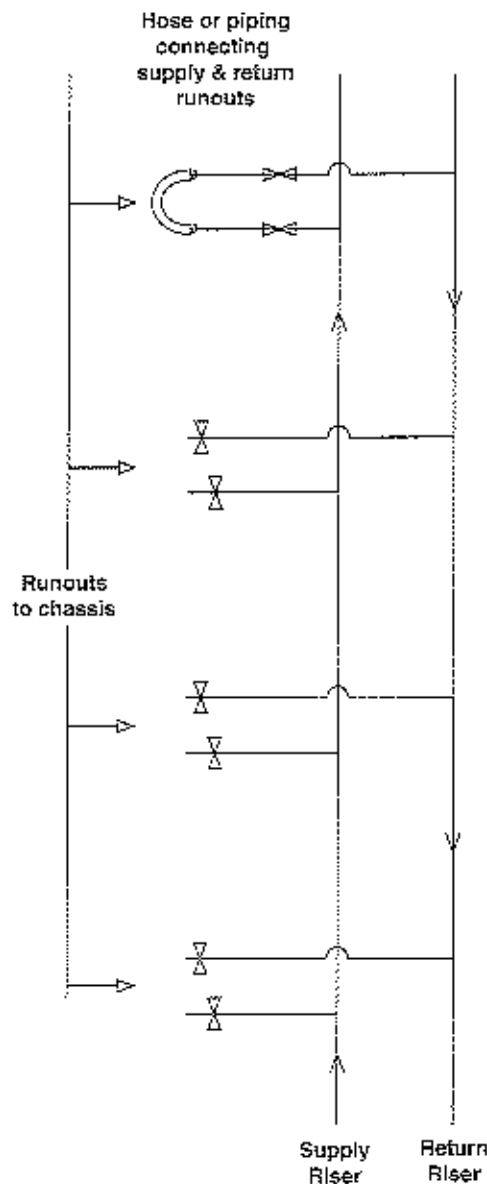 Hose or piping
connecting
supply & return
runouts
Runouts
to chassis
Supply
Riser
Return
Riser